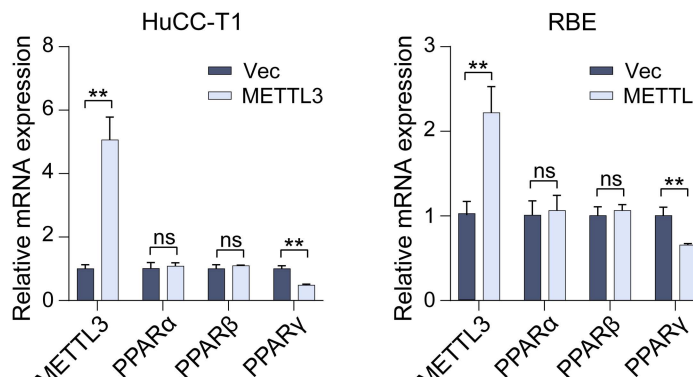 HuCC-T1
Relative mRNA expression
8
6
4
2
0
Vec
METTL3
**
ns
ns
**
METTL3
PPARα
PPARβ
PPARγ
RBE
Relative mRNA expression
3
2
1
0
Vec
METTL
**
ns
ns
**
METTL3
PPARα
PPARβ
PPARγ